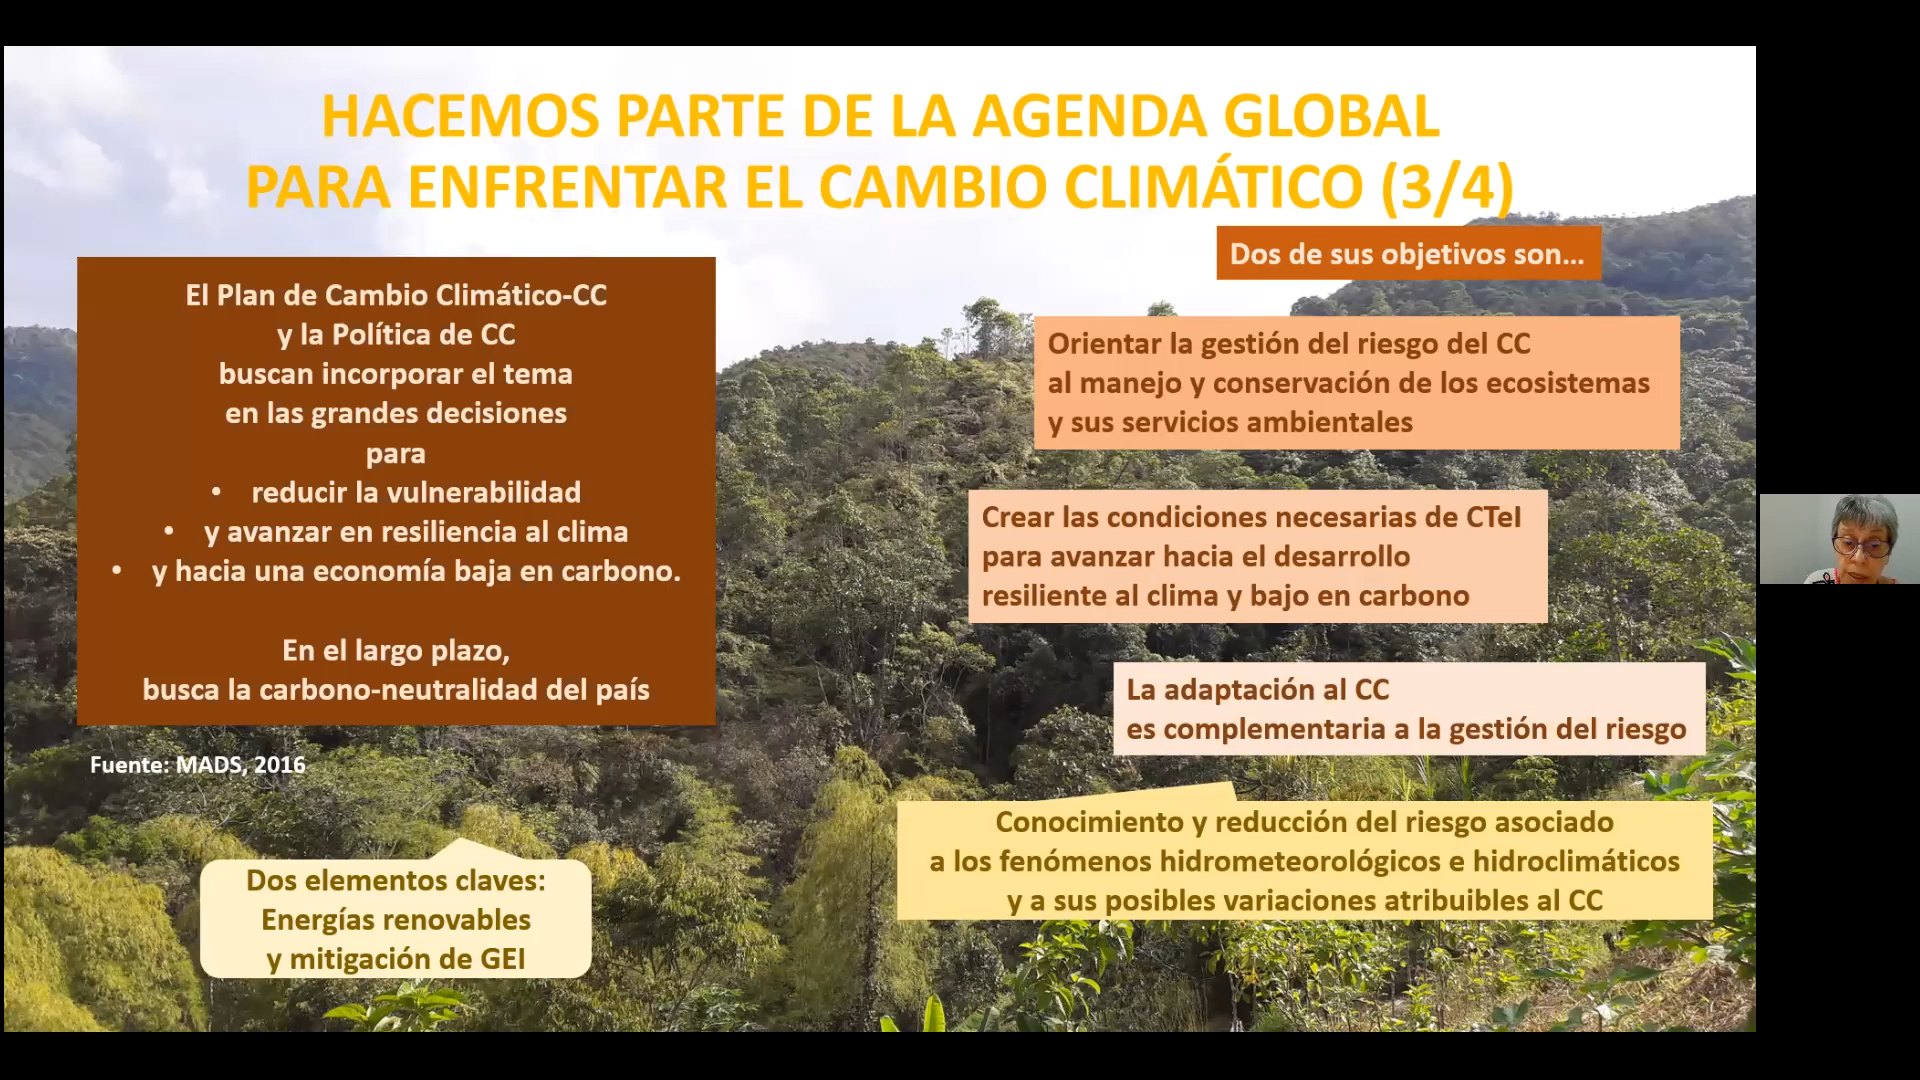 HACEMOS PARTE DE LA AGENDA GLOBAL
PARA ENFRENTAR EL CAMBIO CLIMÁTICO (3/4)
El Plan de Cambio Climático-CC
y la Política de CC
buscan incorporar el tema
en las grandes decisiones
para
• reducir la vulnerabilidad
• y avanzar en resiliencia al clima
• y hacia una economía baja en carbono.
En el largo plazo,
busca la carbono-neutralidad del país
Fuente: MADS, 2016
Dos elementos claves:
Energías renovables
y mitigación de GEI
Dos de sus objetivos son...
Orientar la gestión del riesgo del CC
al manejo y conservación de los ecosistemas
y sus servicios ambientales
Crear las condiciones necesarias de CTeI
para avanzar hacia el desarrollo
resiliente al clima y bajo en carbono
La adaptación al CC
es complementaria a la gestión del riesgo
Conocimiento y reducción del riesgo asociado
a los fenómenos hidrometeorológicos e hidroclimáticos
y a sus posibles variaciones atribuibles al CC